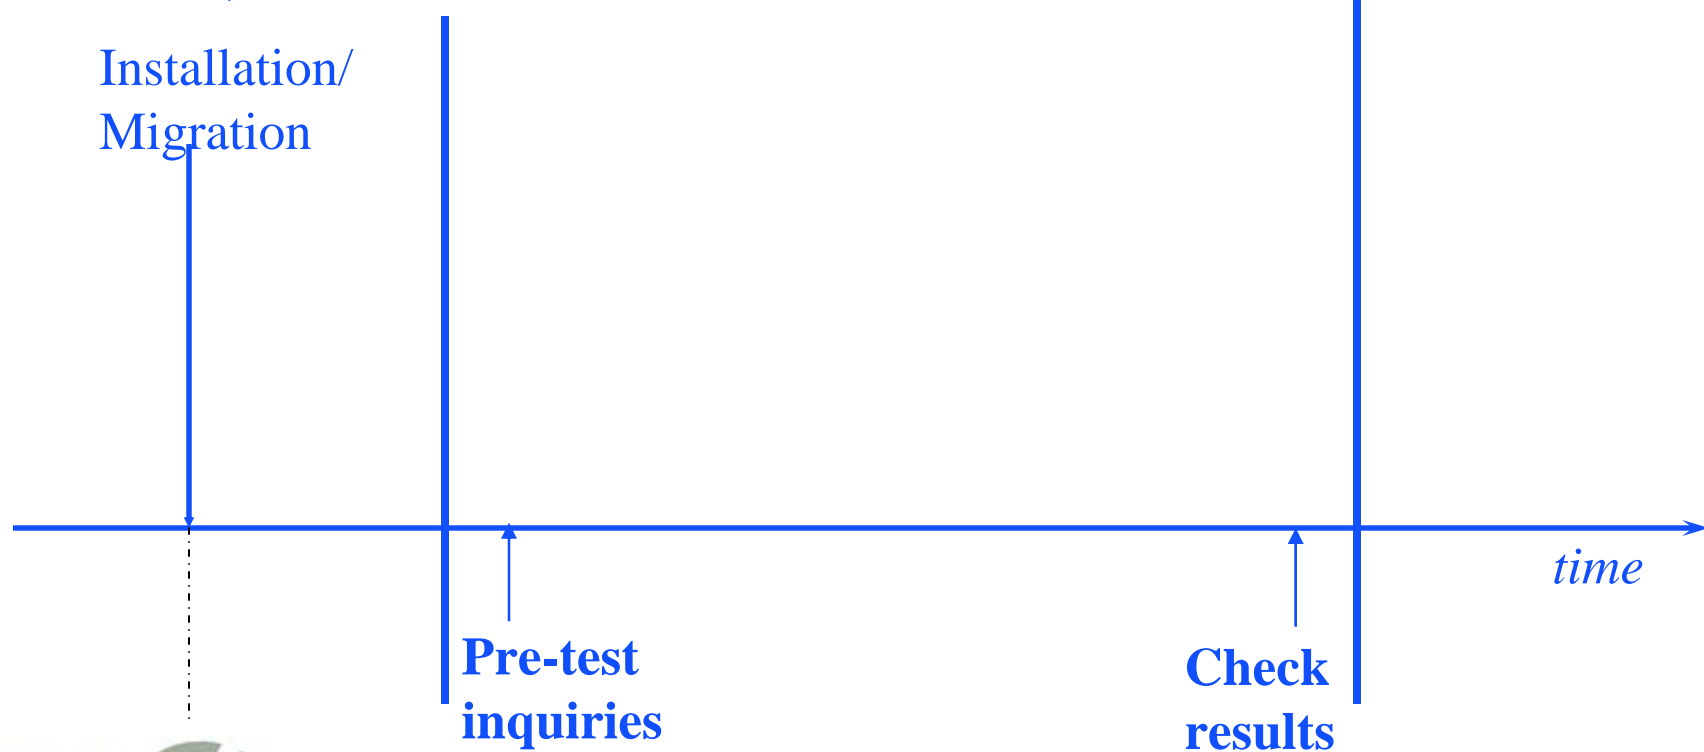 Installation/
Migration
time
Pre-test
inquiries
Check
results